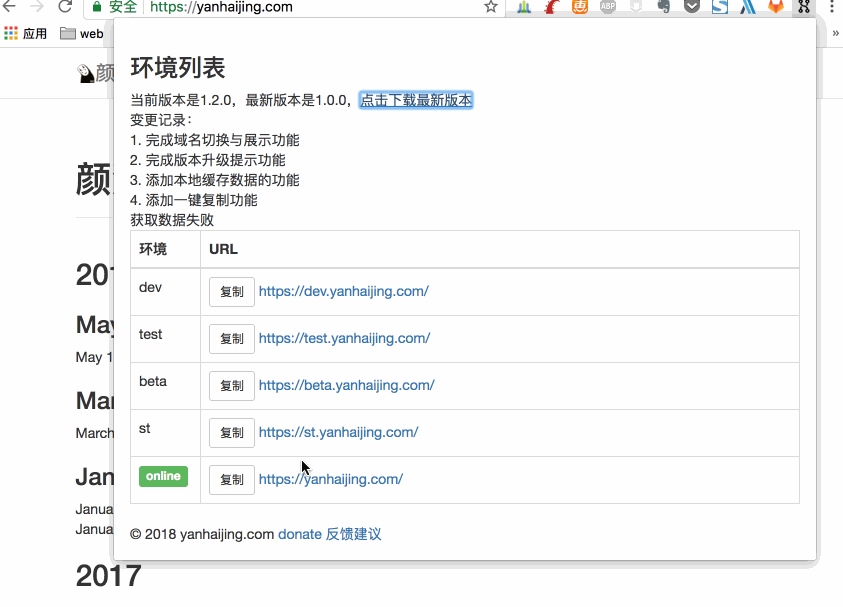 安全 https://yanhaijing.com
ABP
应用 web
»
颜
颜
201
May
May 1
Mar
March
Jan
Janua
Janua
2017
环境列表
当前版本是1.2.0，最新版本是1.0.0，点击下载最新版本
变更记录：
1. 完成域名切换与展示功能
2. 完成版本升级提示功能
3. 添加本地缓存数据的功能
4. 添加一键复制功能
获取数据失败
环境 URL
dev 复制 https://dev.yanhaijing.com/
test 复制 https://test.yanhaijing.com/
beta 复制 https://beta.yanhaijing.com/
st 复制 https://st.yanhaijing.com/
online 复制 https://yanhaijing.com/
© 2018 yanhaijing.com donate 反馈建议